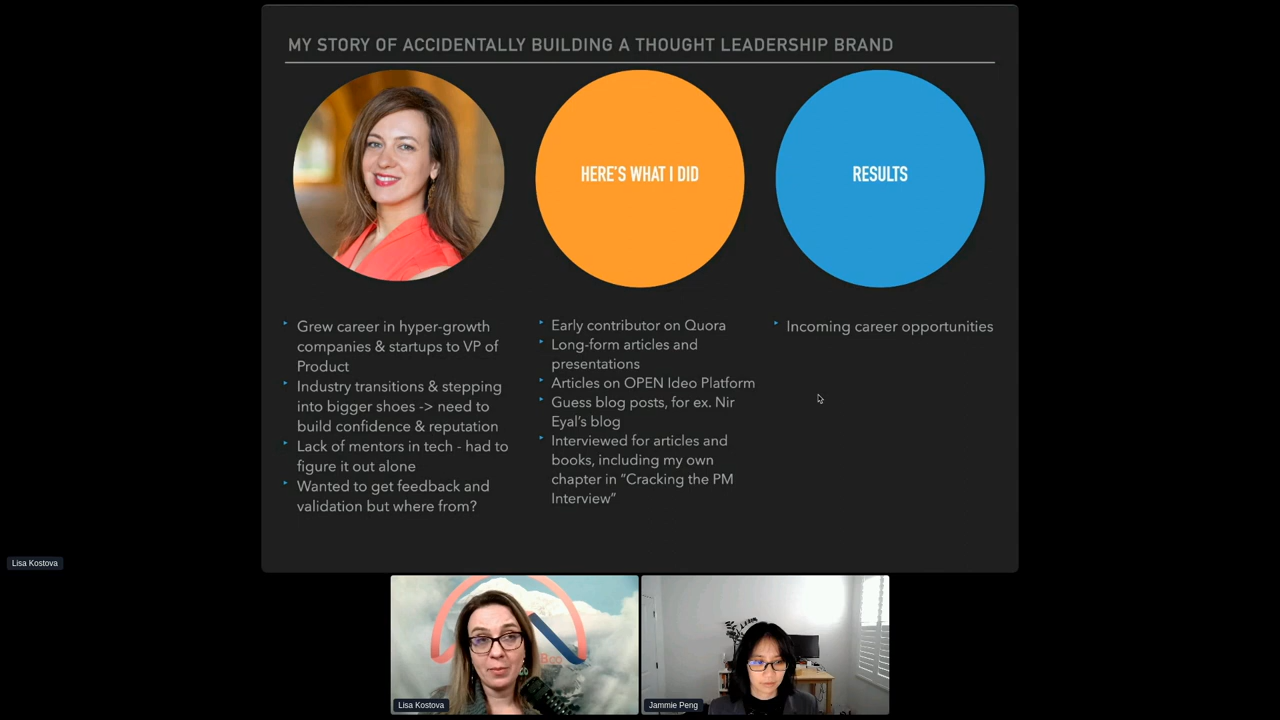 MY STORY OF ACCIDENTALLY BUILDING A THOUGHT LEADERSHIP BRAND
HERE'S WHAT I DID
RESULTS
Grew career in hyper-growth
companies & startups to VP of
Product
Industry transitions & stepping
into bigger shoes -> need to
build confidence & reputation
Lack of mentors in tech - had to
figure it out alone
Wanted to get feedback and
validation but where from?
Early contributor on Quora
Long-form articles and
presentations
Articles on OPEN Ideo Platform
Guess blog posts, for ex. Nir
Eyal's blog
Interviewed for articles and
books, including my own
chapter in "Cracking the PM
Interview"
Incoming career opportunities
Lisa Kostova
Lisa Kostova
Jammie Peng